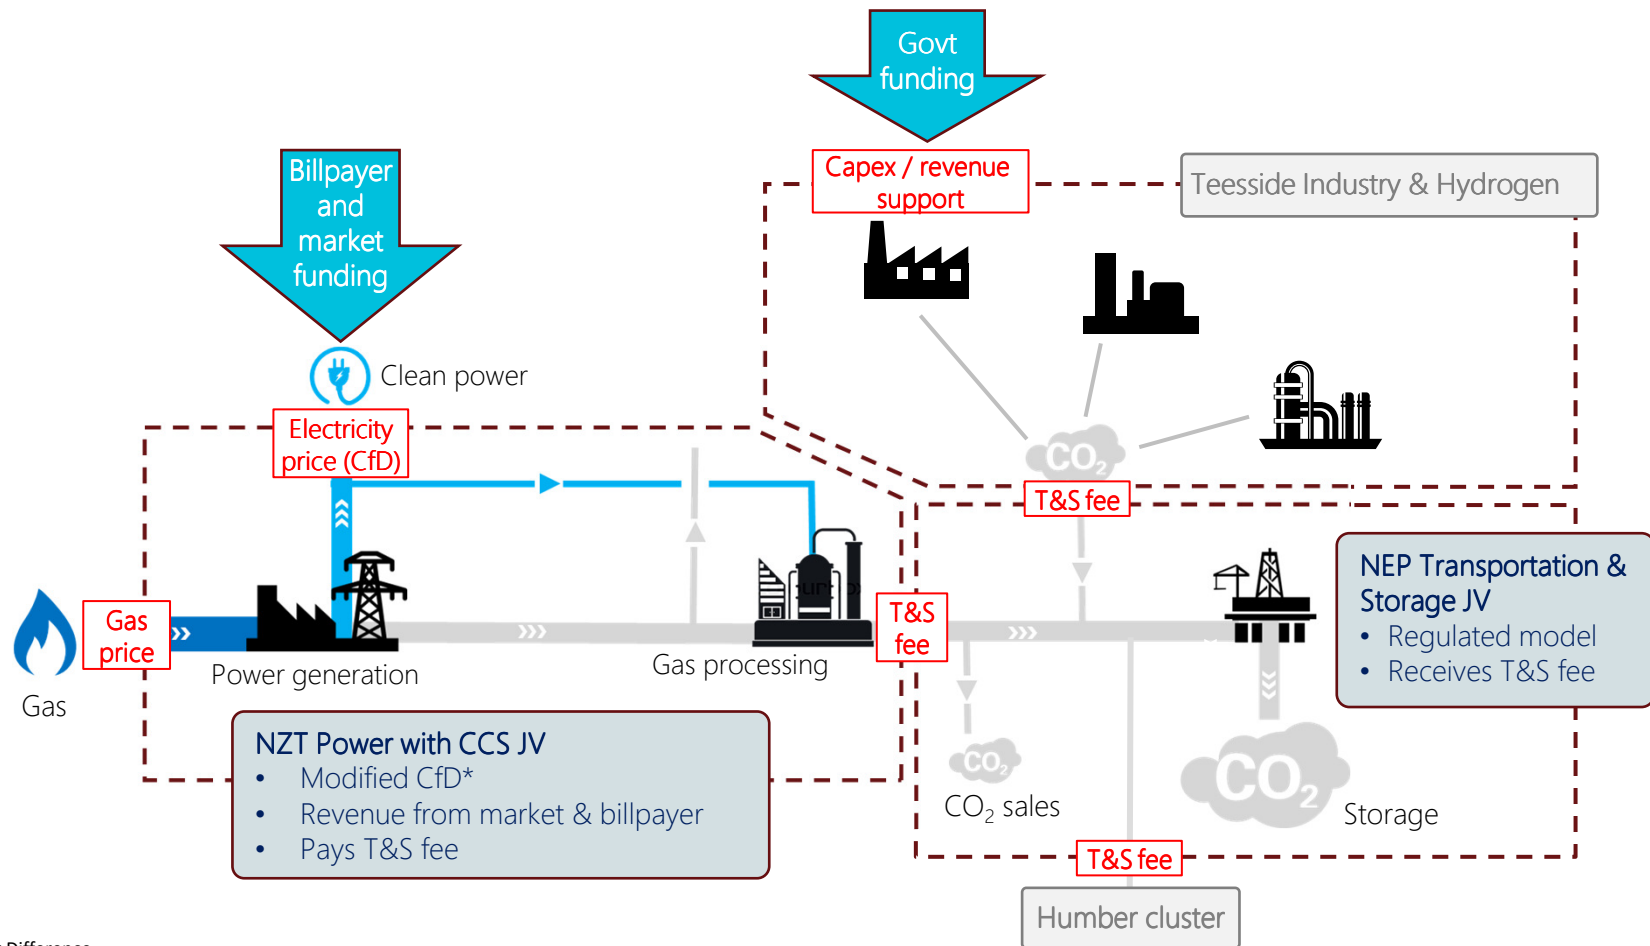 Govt
funding
Billpayer
and
market
funding
Capex / revenue
support
Teesside Industry & Hydrogen
Clean power
Electricity
price (CfD)
CO2
T&S fee
Gas
price
Gas
Power generation
Gas processing
T&S
fee
NEP Transportation &
Storage JV
• Regulated model
• Receives T&S fee
NZT Power with CCS JV
• Modified CfD*
• Revenue from market & billpayer
• Pays T&S fee
CO2
CO₂ sales
CO2
Storage
T&S fee
Humber cluster
Difference